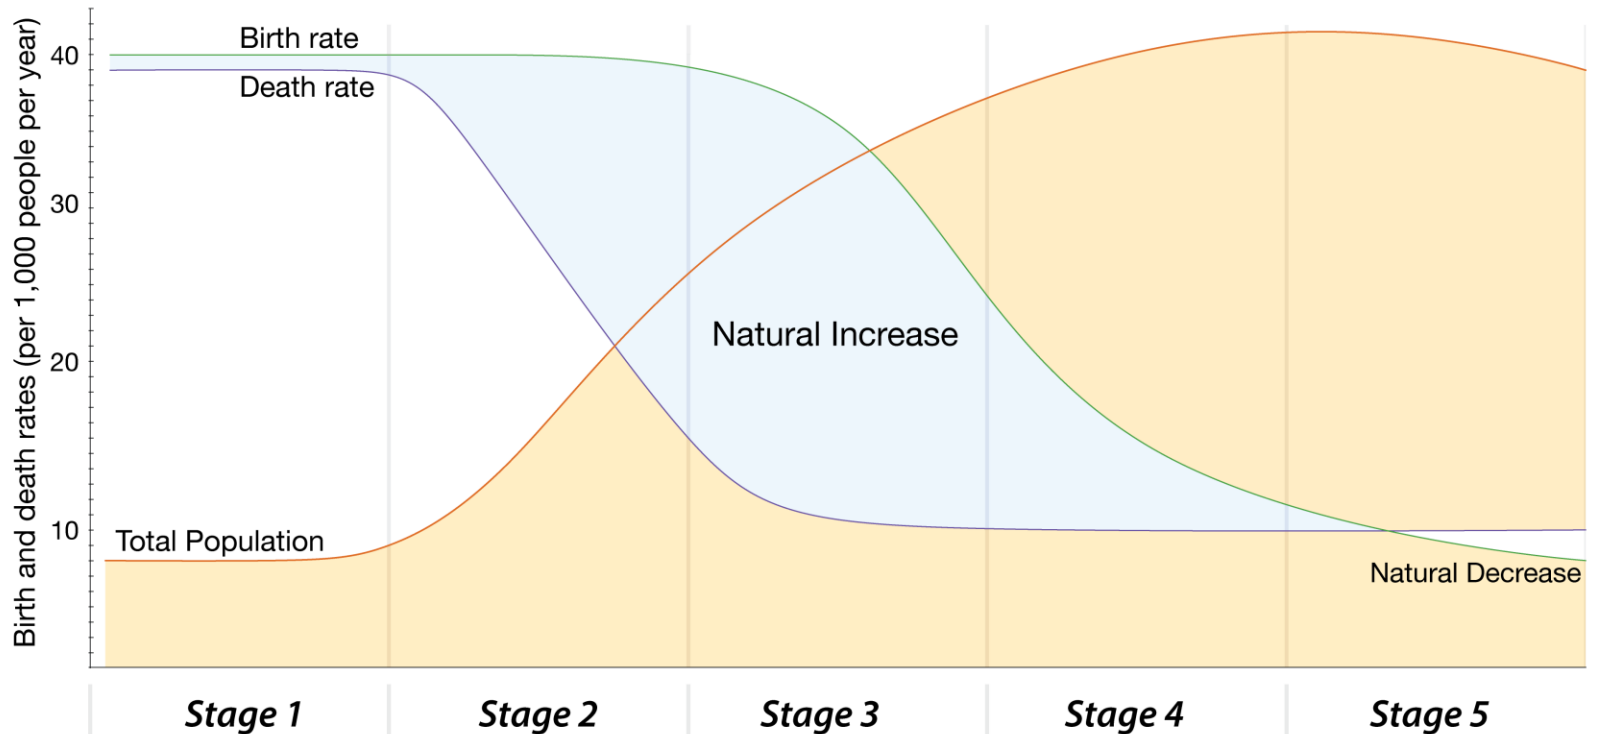 Birth and death rates (per 1,000 people per year)
40
30
20
10
Birth rate
Death rate
Natural Increase
Total Population
Natural Decrease
Stage 1
Stage 2
Stage 3
Stage 4
Stage 5